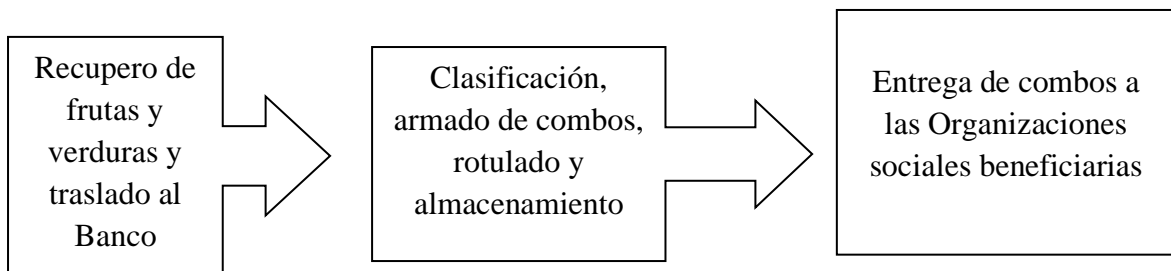 Recupero de
frutas y
verduras y
traslado al
Banco
Clasificación,
armado de combos,
rotulado y
almacenamiento
Entrega de combos a
las Organizaciones
sociales beneficiarias